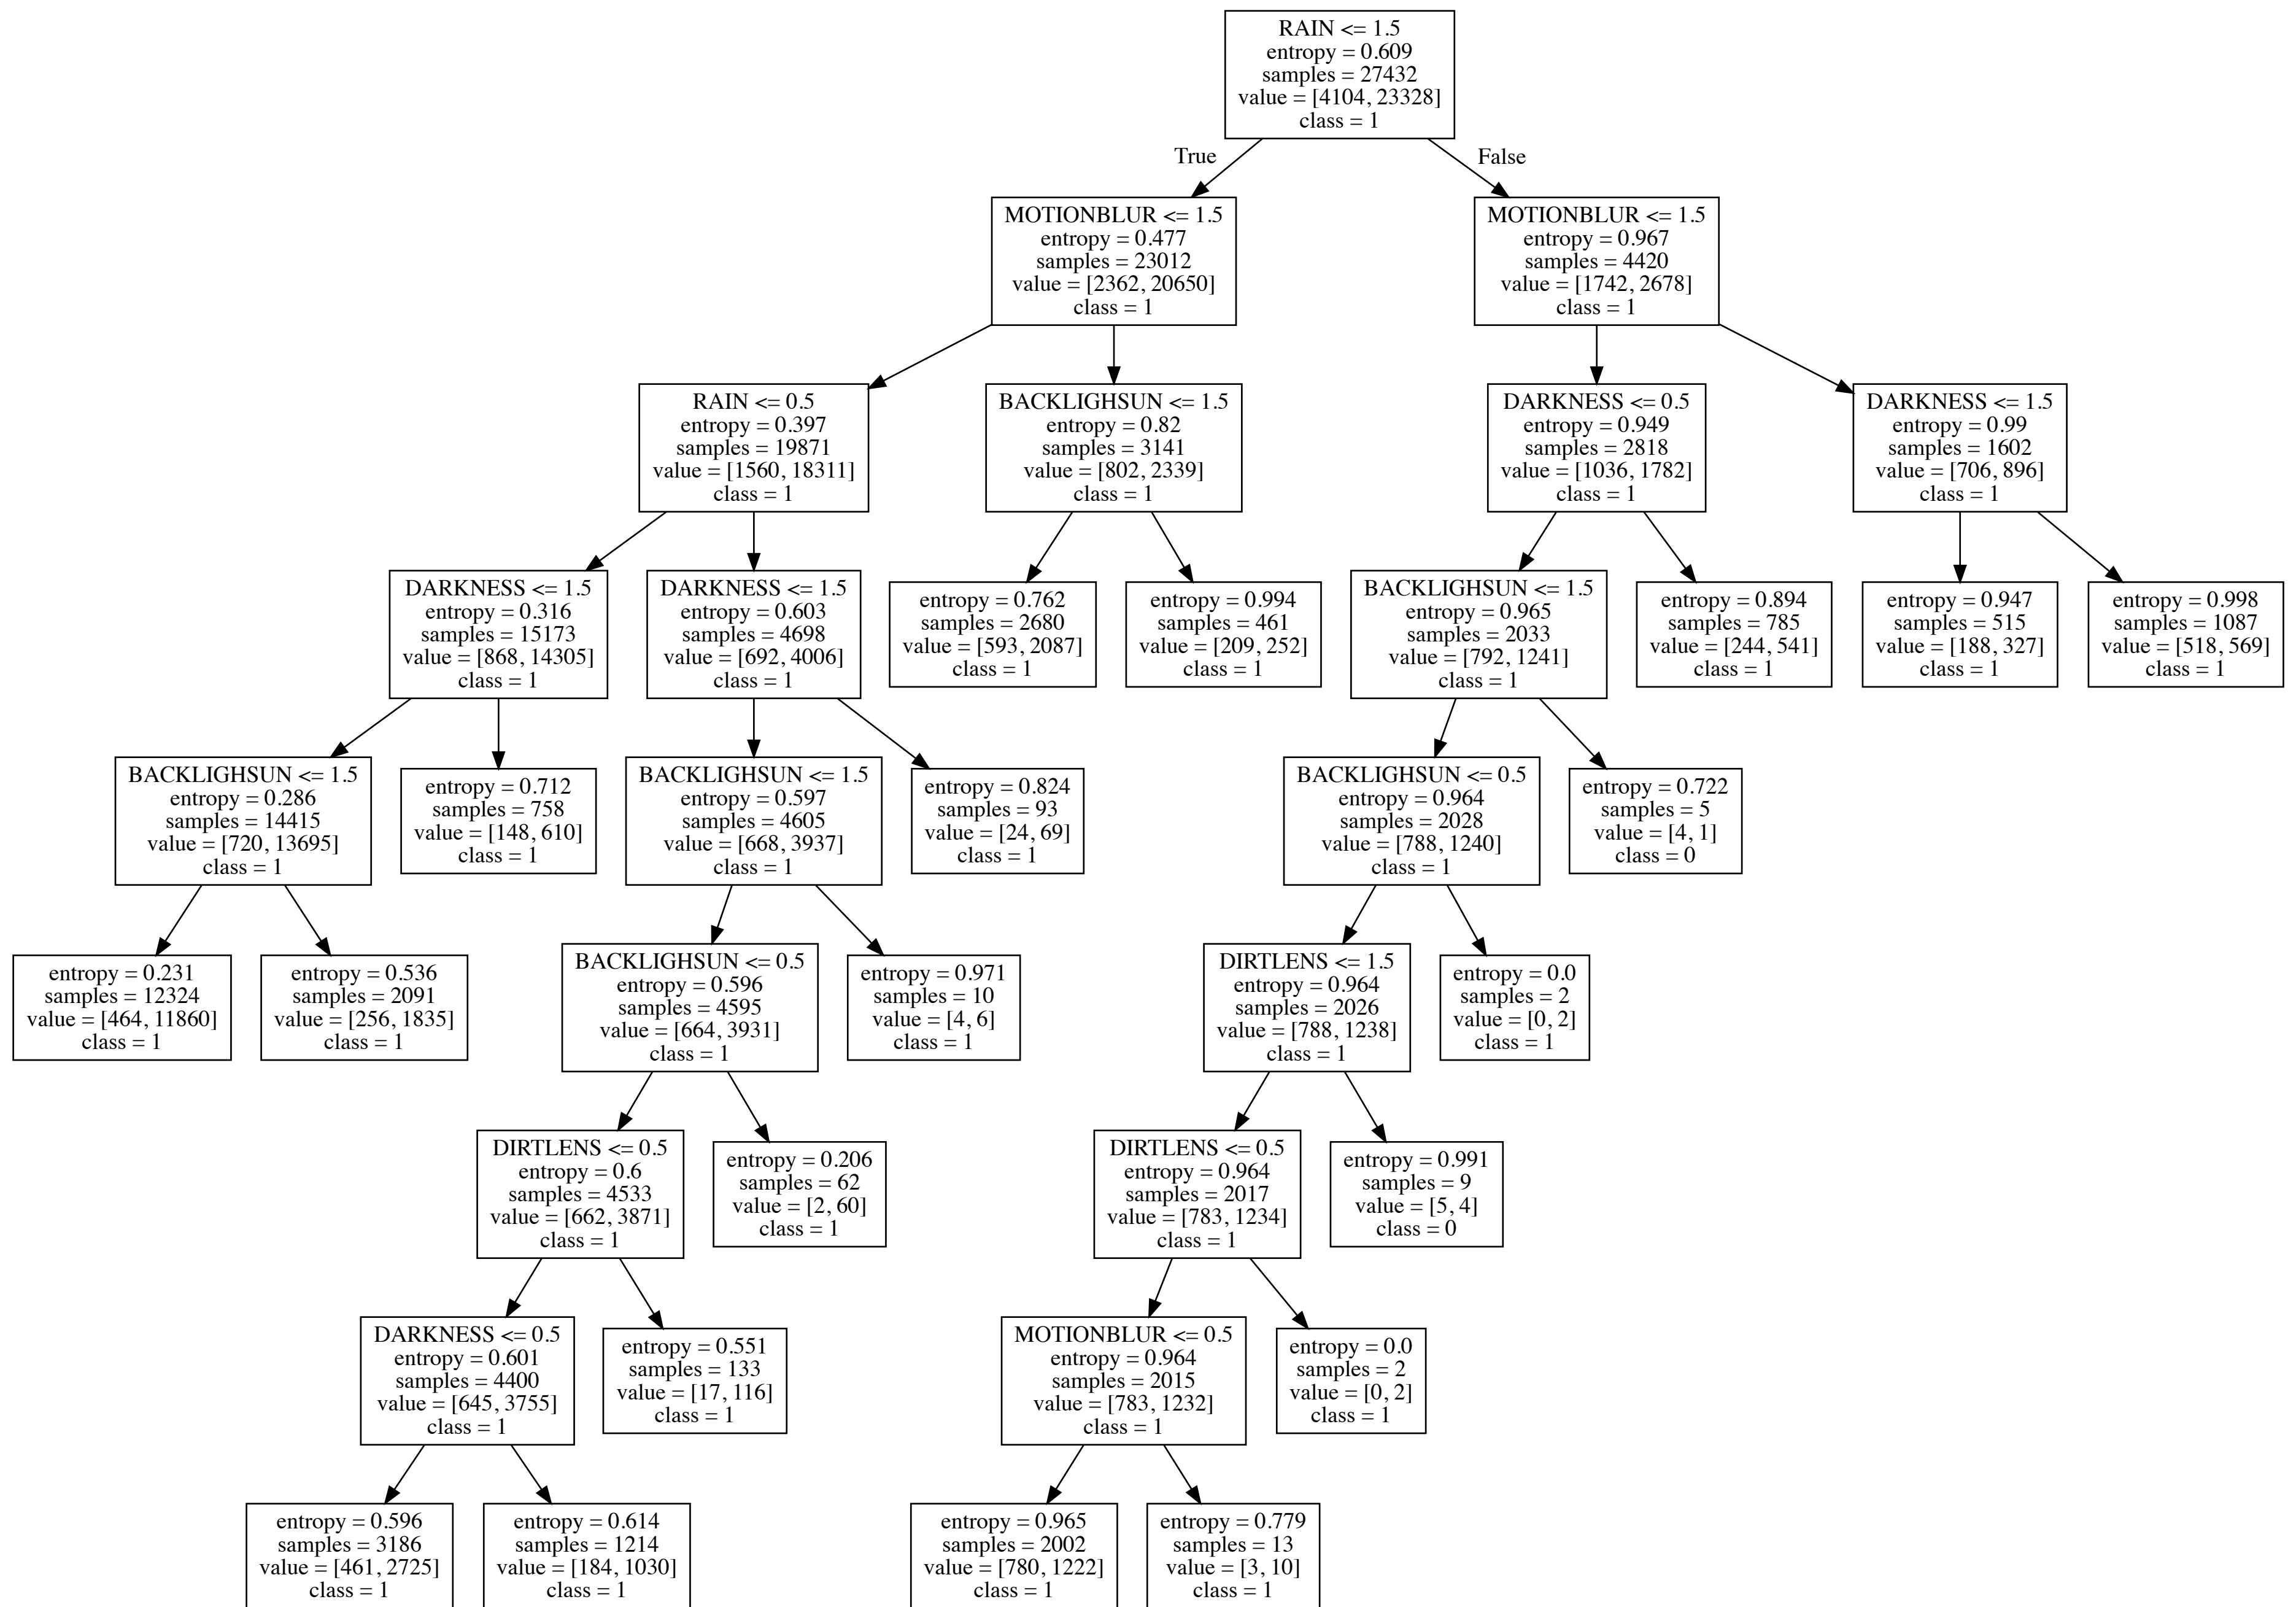 RAIN <= 1.5
entropy = 0.609
samples = 27432
value = [4104, 23328]
class = 1
True
False
MOTIONBLUR <= 1.5
entropy = 0.477
samples = 23012
value = [2362, 20650]
class = 1
MOTIONBLUR <= 1.5
entropy = 0.967
samples = 4420
value = [1742, 2678]
class = 1
RAIN <= 0.5
entropy = 0.397
samples = 19871
value = [1560, 18311]
class = 1
BACKLIGHSUN <= 1.5
entropy = 0.82
samples = 3141
value = [802, 2339]
class = 1
DARKNESS <= 0.5
entropy = 0.949
samples = 2818
value = [1036, 1782]
class = 1
DARKNESS <= 1.5
entropy = 0.99
samples = 1602
value = [706, 896]
class = 1
DARKNESS <= 1.5
entropy = 0.316
samples = 15173
value = [868, 14305]
class = 1
DARKNESS <= 1.5
entropy = 0.603
samples = 4698
value = [692, 4006]
class = 1
entropy = 0.762
samples = 2680
value = [593, 2087]
class = 1
entropy = 0.994
samples = 461
value = [209, 252]
class = 1
BACKLIGHSUN <= 1.5
entropy = 0.965
samples = 2033
value = [792, 1241]
class = 1
entropy = 0.894
samples = 785
value = [244, 541]
class = 1
entropy = 0.947
samples = 515
value = [188, 327]
class = 1
entropy = 0.998
samples = 1087
value = [518, 569]
class = 1
BACKLIGHSUN <= 1.5
entropy = 0.286
samples = 14415
value = [720, 13695]
class = 1
entropy = 0.712
samples = 758
value = [148, 610]
class = 1
BACKLIGHSUN <= 1.5
entropy = 0.597
samples = 4605
value = [668, 3937]
class = 1
entropy = 0.824
samples = 93
value = [24, 69]
class = 1
BACKLIGHSUN <= 0.5
entropy = 0.964
samples = 2028
value = [788, 1240]
class = 1
entropy = 0.722
samples = 5
value = [4, 1]
class = 0
entropy = 0.231
samples = 12324
value = [464, 11860]
class = 1
entropy = 0.536
samples = 2091
value = [256, 1835]
class = 1
BACKLIGHSUN <= 0.5
entropy = 0.596
samples = 4595
value = [664, 3931]
class = 1
entropy = 0.971
samples = 10
value = [4, 6]
class = 1
DIRTLENS <= 1.5
entropy = 0.964
samples = 2026
value = [788, 1238]
class = 1
entropy = 0.0
samples = 2
value = [0, 2]
class = 1
DIRTLENS <= 0.5
entropy = 0.6
samples = 4533
value = [662, 3871]
class = 1
entropy = 0.206
samples = 62
value = [2, 60]
class = 1
DIRTLENS <= 0.5
entropy = 0.964
samples = 2017
value = [783, 1234]
class = 1
entropy = 0.991
samples = 9
value = [5, 4]
class = 0
DARKNESS <= 0.5
entropy = 0.601
samples = 4400
value = [645, 3755]
class = 1
entropy = 0.551
samples = 133
value = [17, 116]
class = 1
MOTIONBLUR <= 0.5
entropy = 0.964
samples = 2015
value = [783, 1232]
class = 1
entropy = 0.0
samples = 2
value = [0, 2]
class = 1
entropy = 0.596
samples = 3186
value = [461, 2725]
class = 1
entropy = 0.614
samples = 1214
value = [184, 1030]
class = 1
entropy = 0.965
samples = 2002
value = [780, 1222]
class = 1
entropy = 0.779
samples = 13
value = [3, 10]
class = 1